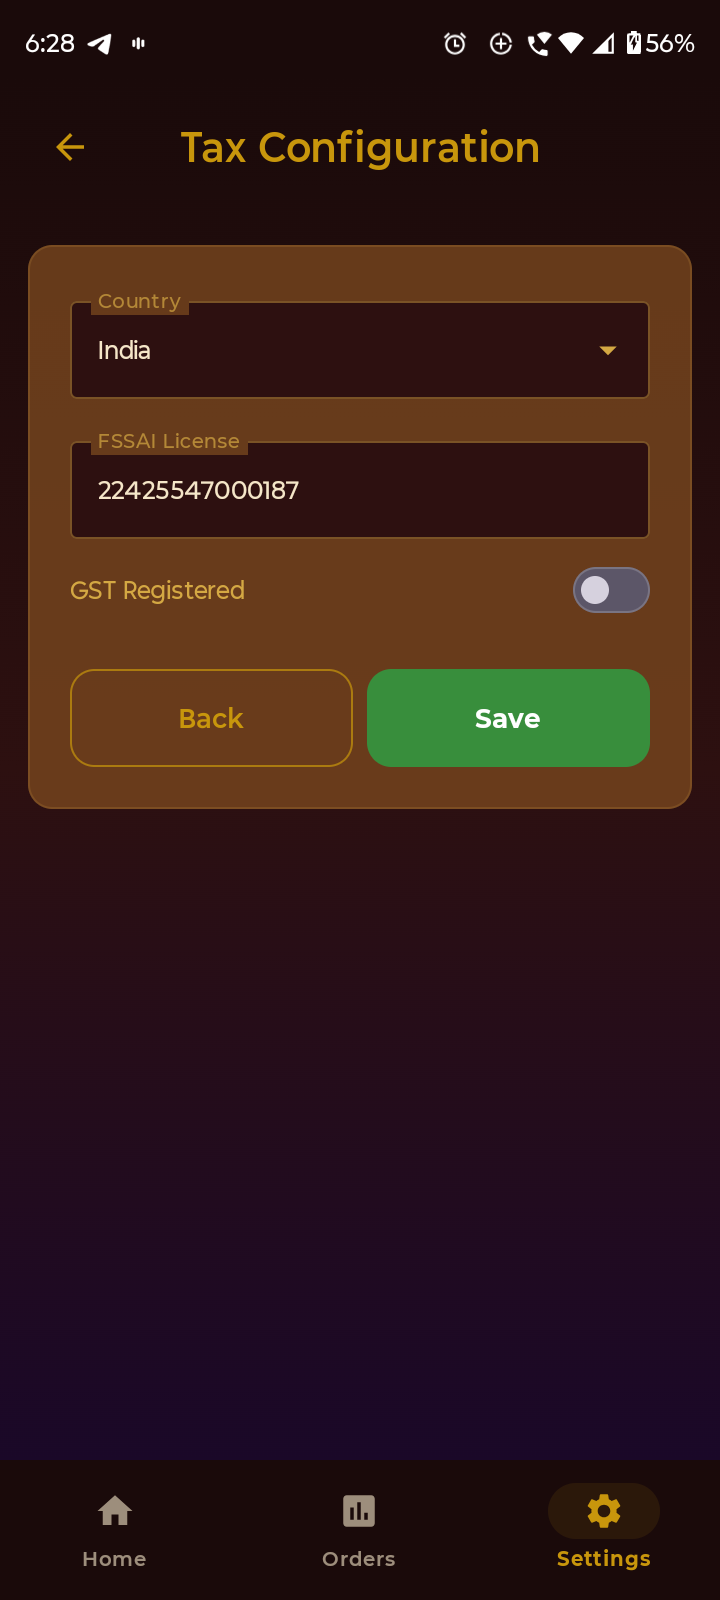 6:28 56%
Tax Configuration
Country
India
FSSAI License
22425547000187
GST Registered
Back Save
Home Orders Settings